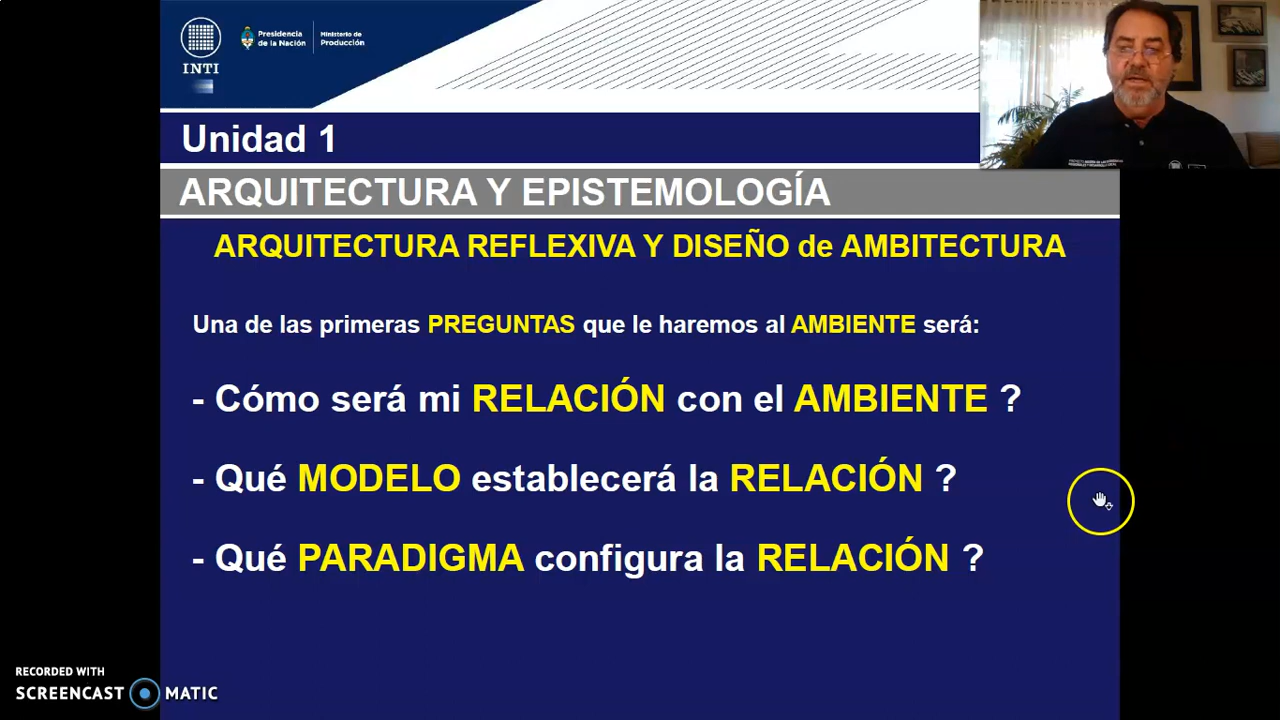 INTI
Presidencia
de la Nación
Ministerio de
Producción
Unidad 1
ARQUITECTURA Y EPISTEMOLOGÍA
ARQUITECTURA REFLEXIVA Y DISEÑO de AMBITECTURA
Una de las primeras PREGUNTAS que le haremos al AMBIENTE será:
- Cómo será mi RELACIÓN con el AMBIENTE ?
- Qué MODELO establecerá la RELACIÓN ?
- Qué PARADIGMA configura la RELACIÓN ?
RECORDED WITH
SCREENCAST MATIC